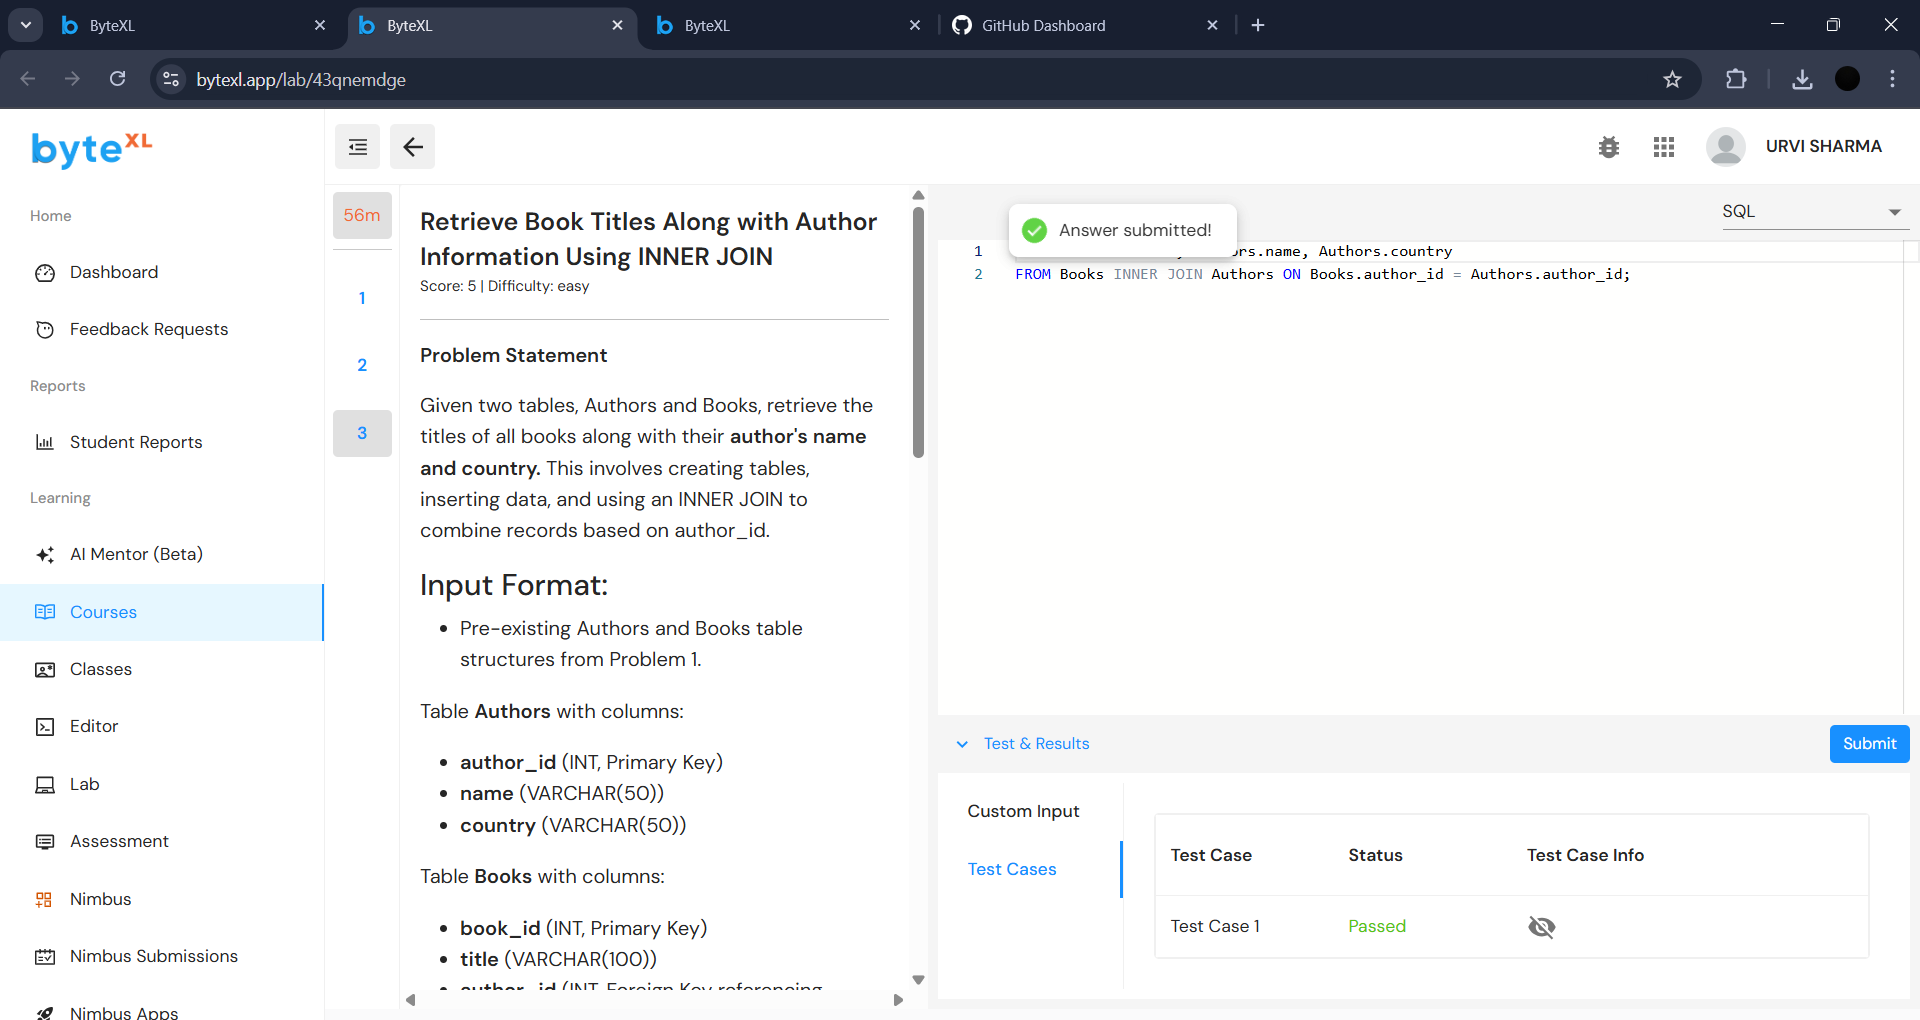 ByteXL
ByteXL
ByteXL
GitHub Dashboard
bytexl.app/lab/43qnemdge
byteXL
URVI SHARMA
Home
Dashboard
Feedback Requests
Reports
Student Reports
Learning
AI Mentor (Beta)
Courses
Classes
Editor
Lab
Assessment
Nimbus
Nimbus Submissions
Nimbus Apps
56m
1
2
3
Retrieve Book Titles Along with Author
Information Using INNER JOIN
Score: 5 | Difficulty: easy
Problem Statement
Given two tables, Authors and Books, retrieve the
titles of all books along with their author's name
and country. This involves creating tables,
inserting data, and using an INNER JOIN to
combine records based on author_id.
Input Format:
• Pre-existing Authors and Books table
structures from Problem 1.
Table Authors with columns:
• author_id (INT, Primary Key)
• name (VARCHAR(50))
• country (VARCHAR(50))
Table Books with columns:
• book_id (INT, Primary Key)
• title (VARCHAR(100))
• author_id (INT, Foreign Key referencing
SQL
Answer submitted!
1 ors.name, Authors.country
2 FROM Books INNER JOIN Authors ON Books.author_id = Authors.author_id;
Test & Results
Submit
Custom Input
Test Cases
Test Case Status Test Case Info
Test Case 1 Passed